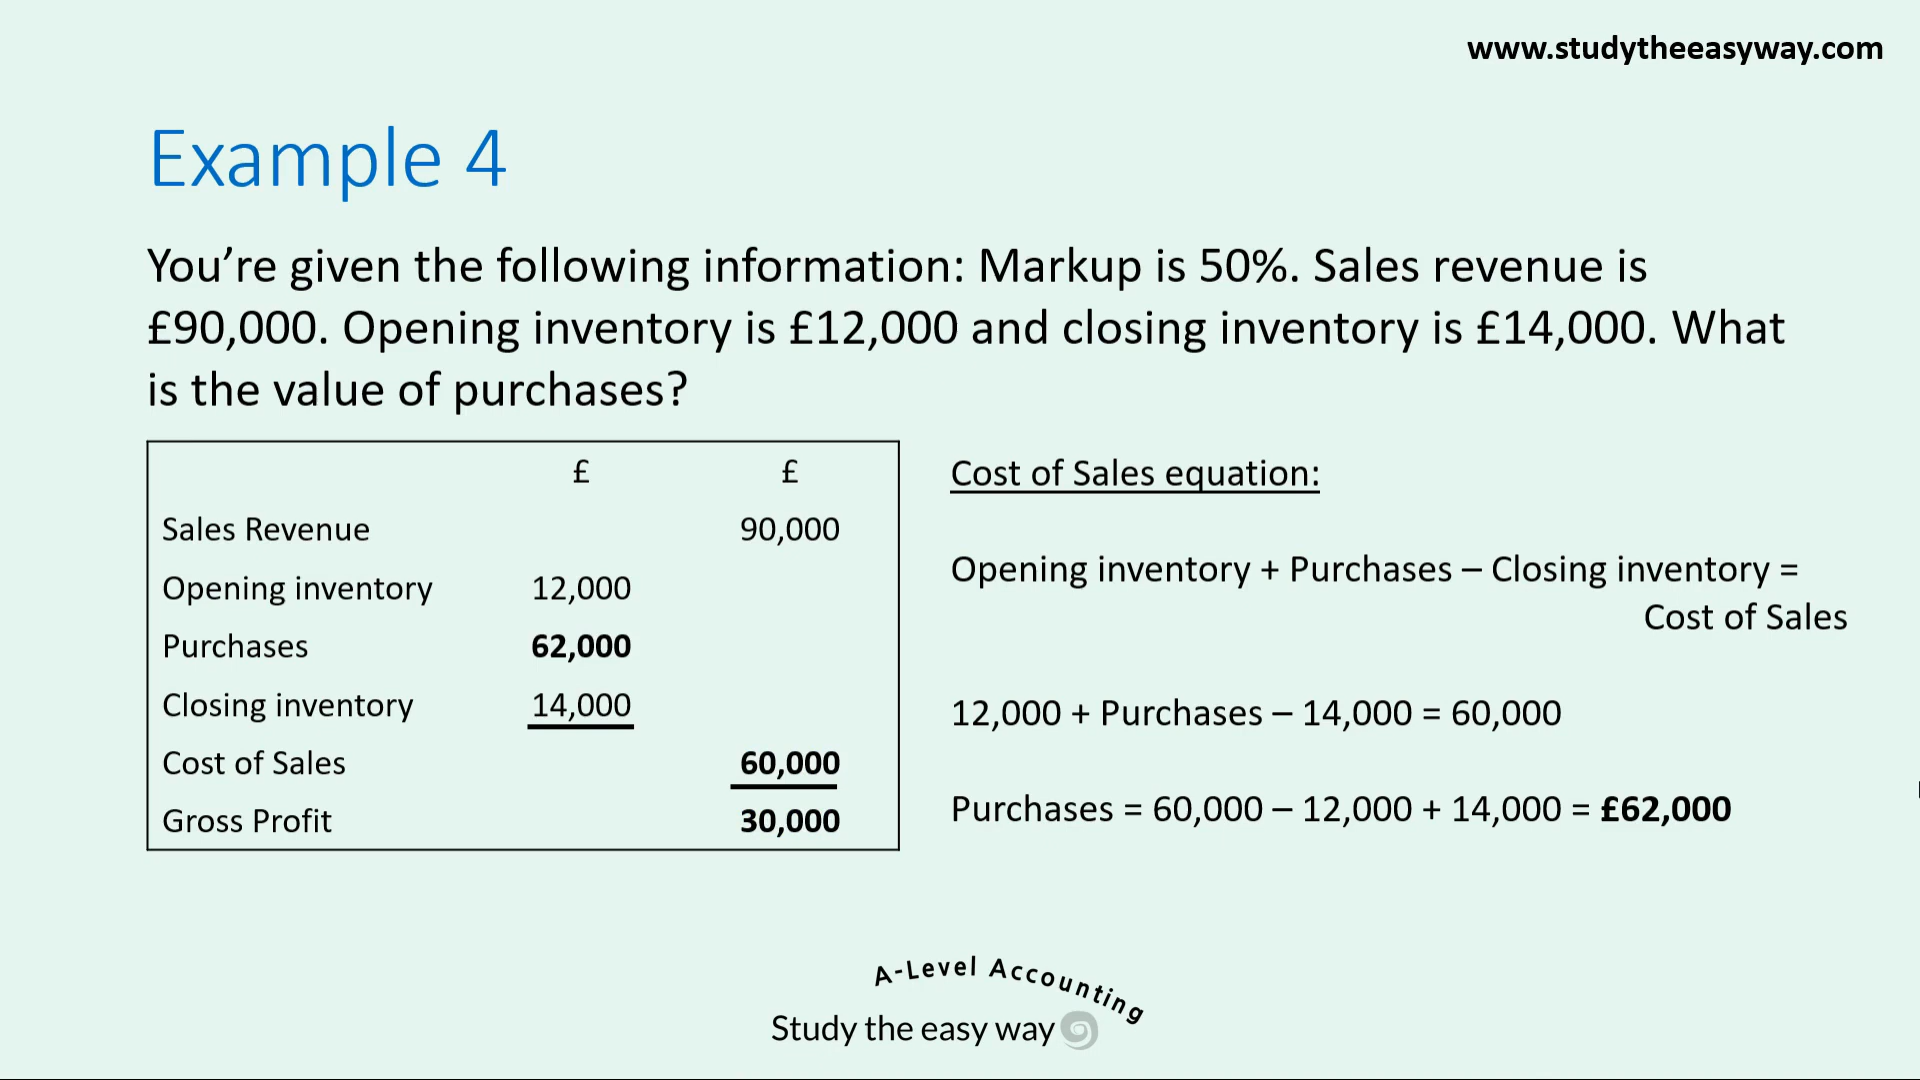 www.studytheeasyway.com
Example 4
You’re given the following information: Markup is 50%. Sales revenue is
£90,000. Opening inventory is £12,000 and closing inventory is £14,000. What
is the value of purchases?
£ £
Sales Revenue 90,000
Opening inventory 12,000
Purchases 62,000
Closing inventory 14,000
Cost of Sales 60,000
Gross Profit 30,000
Cost of Sales equation:
Opening inventory + Purchases – Closing inventory =
Cost of Sales
12,000 + Purchases – 14,000 = 60,000
Purchases = 60,000 – 12,000 + 14,000 = £62,000
A-Level Accounting
Study the easy way